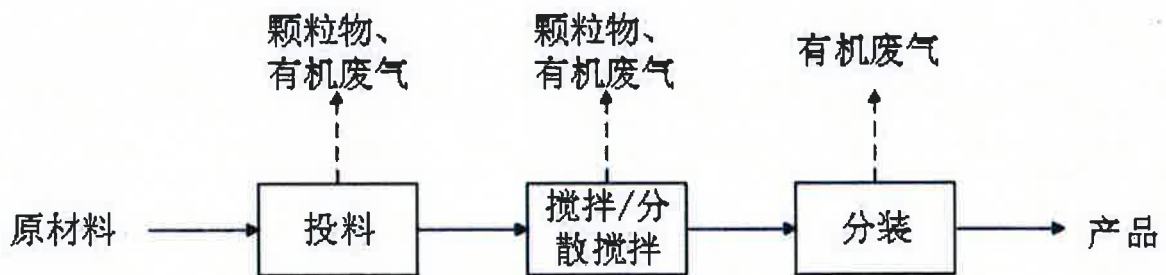 颗粒物、
有机废气
颗粒物、
有机废气
有机废气
原材料
投料
搅拌/分
散搅拌
分装
产品